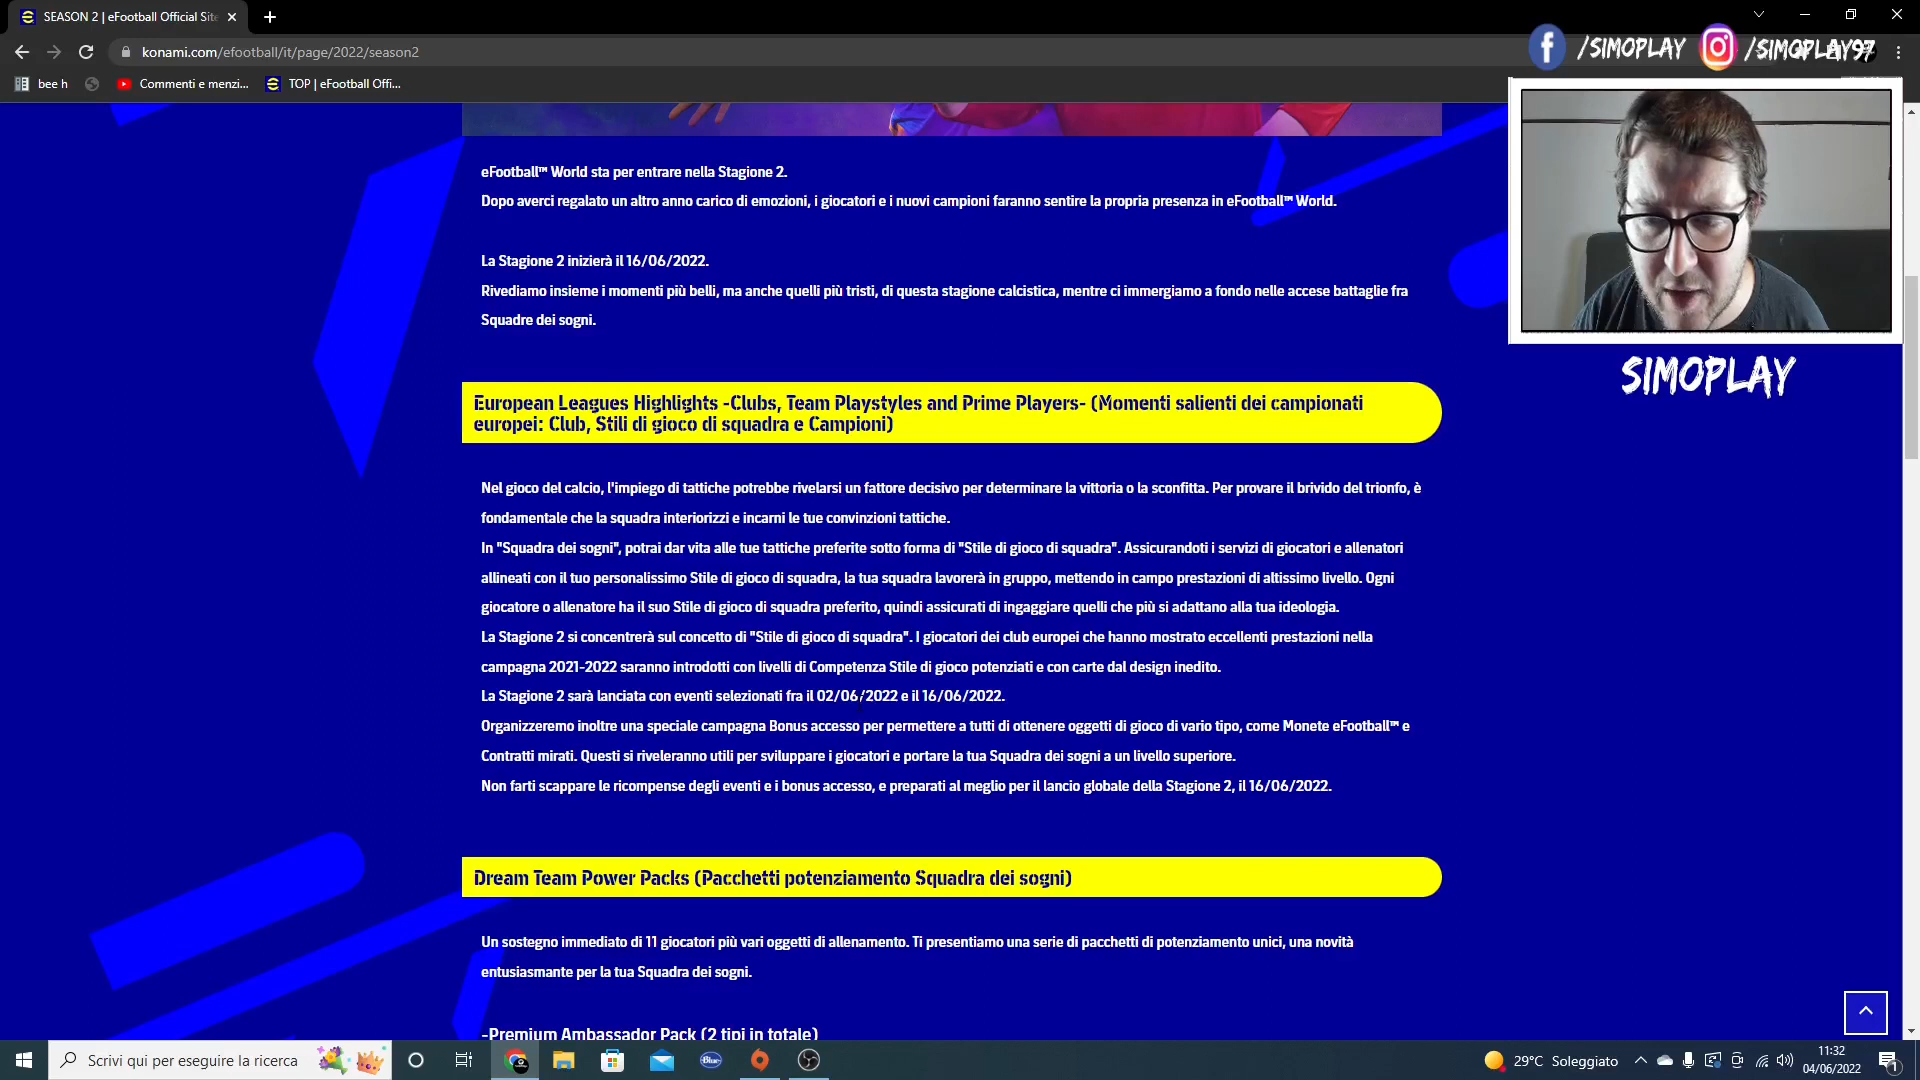 SEASON 2 | eFootball Official Site
konami.com/efootball/it/page/2022/season2
/SIMOPLAY
/SIMOPLAY97
bee h
Commenti e menzi...
TOP | eFootball Offi...
eFootball™ World sta per entrare nella Stagione 2.
Dopo averci regalato un altro anno carico di emozioni, i giocatori e i nuovi campioni faranno sentire la propria presenza in eFootball™ World.
La Stagione 2 inizierà il 16/06/2022.
Rivediamo insieme i momenti più belli, ma anche quelli più tristi, di questa stagione calcistica, mentre ci immergiamo a fondo nelle accese battaglie fra
Squadre dei sogni.
SIMOPLAY
European Leagues Highlights -Clubs, Team Playstyles and Prime Players- (Momenti salienti dei campionati
europei: Club, Stili di gioco di squadra e Campioni)
Nel gioco del calcio, l'impiego di tattiche potrebbe rivelarsi un fattore decisivo per determinare la vittoria o la sconfitta. Per provare il brivido del trionfo, è
fondamentale che la squadra interiorizzi e incarni le tue convinzioni tattiche.
In "Squadra dei sogni", potrai dar vita alle tue tattiche preferite sotto forma di "Stile di gioco di squadra". Assicurandoti i servizi di giocatori e allenatori
allineati con il tuo personalissimo Stile di gioco di squadra, la tua squadra lavorerà in gruppo, mettendo in campo prestazioni di altissimo livello. Ogni
giocatore o allenatore ha il suo Stile di gioco di squadra preferito, quindi assicurati di ingaggiare quelli che più si adattano alla tua ideologia.
La Stagione 2 si concentrerà sul concetto di "Stile di gioco di squadra". I giocatori dei club europei che hanno mostrato eccellenti prestazioni nella
campagna 2021-2022 saranno introdotti con livelli di Competenza Stile di gioco potenziati e con carte dal design inedito.
La Stagione 2 sarà lanciata con eventi selezionati fra il 02/06/2022 e il 16/06/2022.
Organizzeremo inoltre una speciale campagna Bonus accesso per permettere a tutti di ottenere oggetti di gioco di vario tipo, come Monete eFootball™ e
Contratti mirati. Questi si riveleranno utili per sviluppare i giocatori e portare la tua Squadra dei sogni a un livello superiore.
Non farti scappare le ricompense degli eventi e i bonus accesso, e preparati al meglio per il lancio globale della Stagione 2, il 16/06/2022.
Dream Team Power Packs (Pacchetti potenziamento Squadra dei sogni)
Un sostegno immediato di 11 giocatori più vari oggetti di allenamento. Ti presentiamo una serie di pacchetti di potenziamento unici, una novità
entusiasmante per la tua Squadra dei sogni.
-Premium Ambassador Pack (2 tipi in totale)
Scrivi qui per eseguire la ricerca
Blue
29°C Soleggiato
11:32
04/06/2022
1